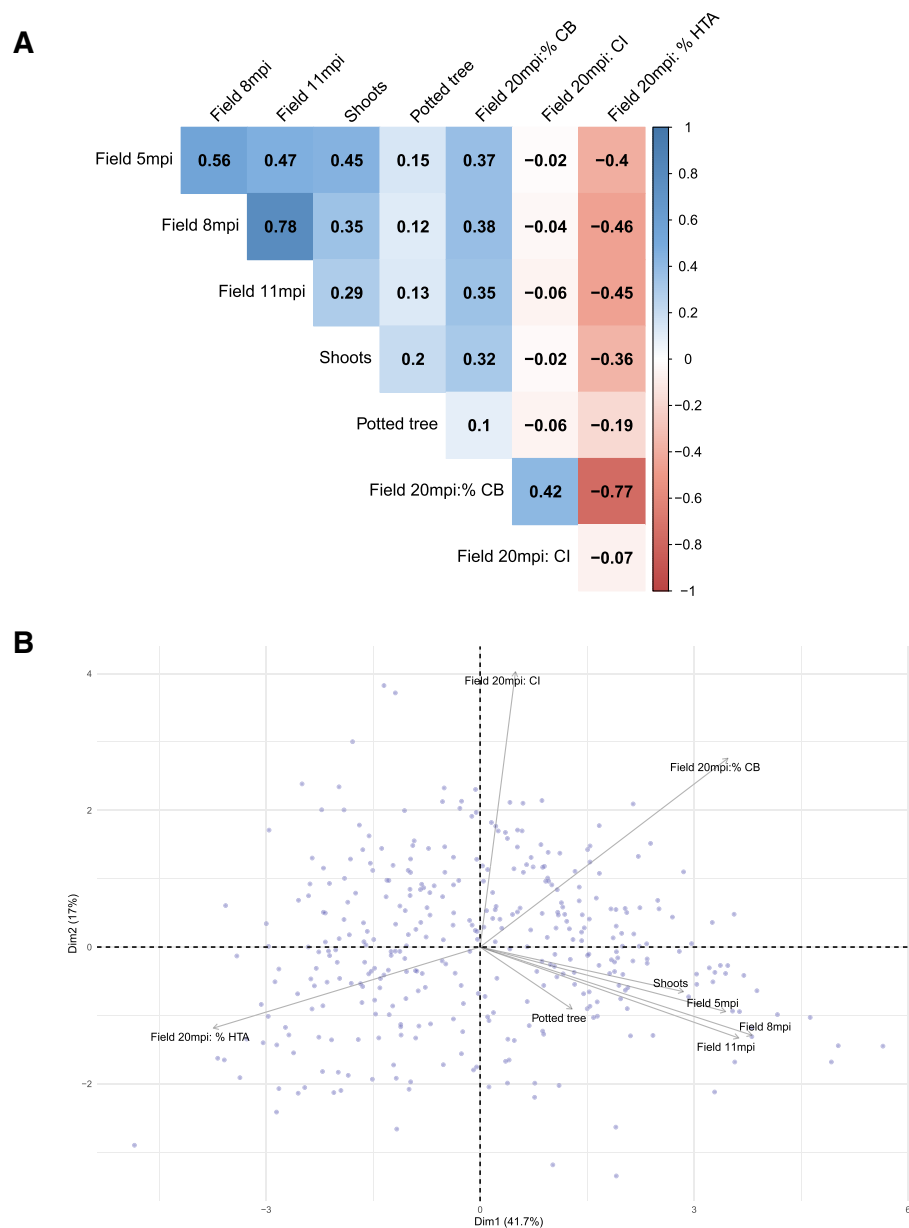 A
Field 8mpi
Field 11mpi
Shoots
Potted tree
Field 20mpi:% CB
Field 20mpi: CI
Field 20mpi: % HTA
Field 5mpi 0.56 0.47 0.45 0.15 0.37 −0.02 −0.4
Field 8mpi 0.78 0.35 0.12 0.38 −0.04 −0.46
Field 11mpi 0.29 0.13 0.35 −0.06 −0.45
Shoots 0.2 0.32 −0.02 −0.36
Potted tree 0.1 −0.06 −0.19
Field 20mpi:% CB 0.42 −0.77
Field 20mpi: CI −0.07
1
0.8
0.6
0.4
0.2
0
−0.2
−0.4
−0.6
−0.8
−1
B
4
2
0
−2
Dim2 (17%)
Field 20mpi: CI
Field 20mpi:% CB
Shoots
Field 5mpi
Potted tree
Field 8mpi
Field 20mpi: % HTA
Field 11mpi
−3 0 3 6
Dim1 (41.7%)